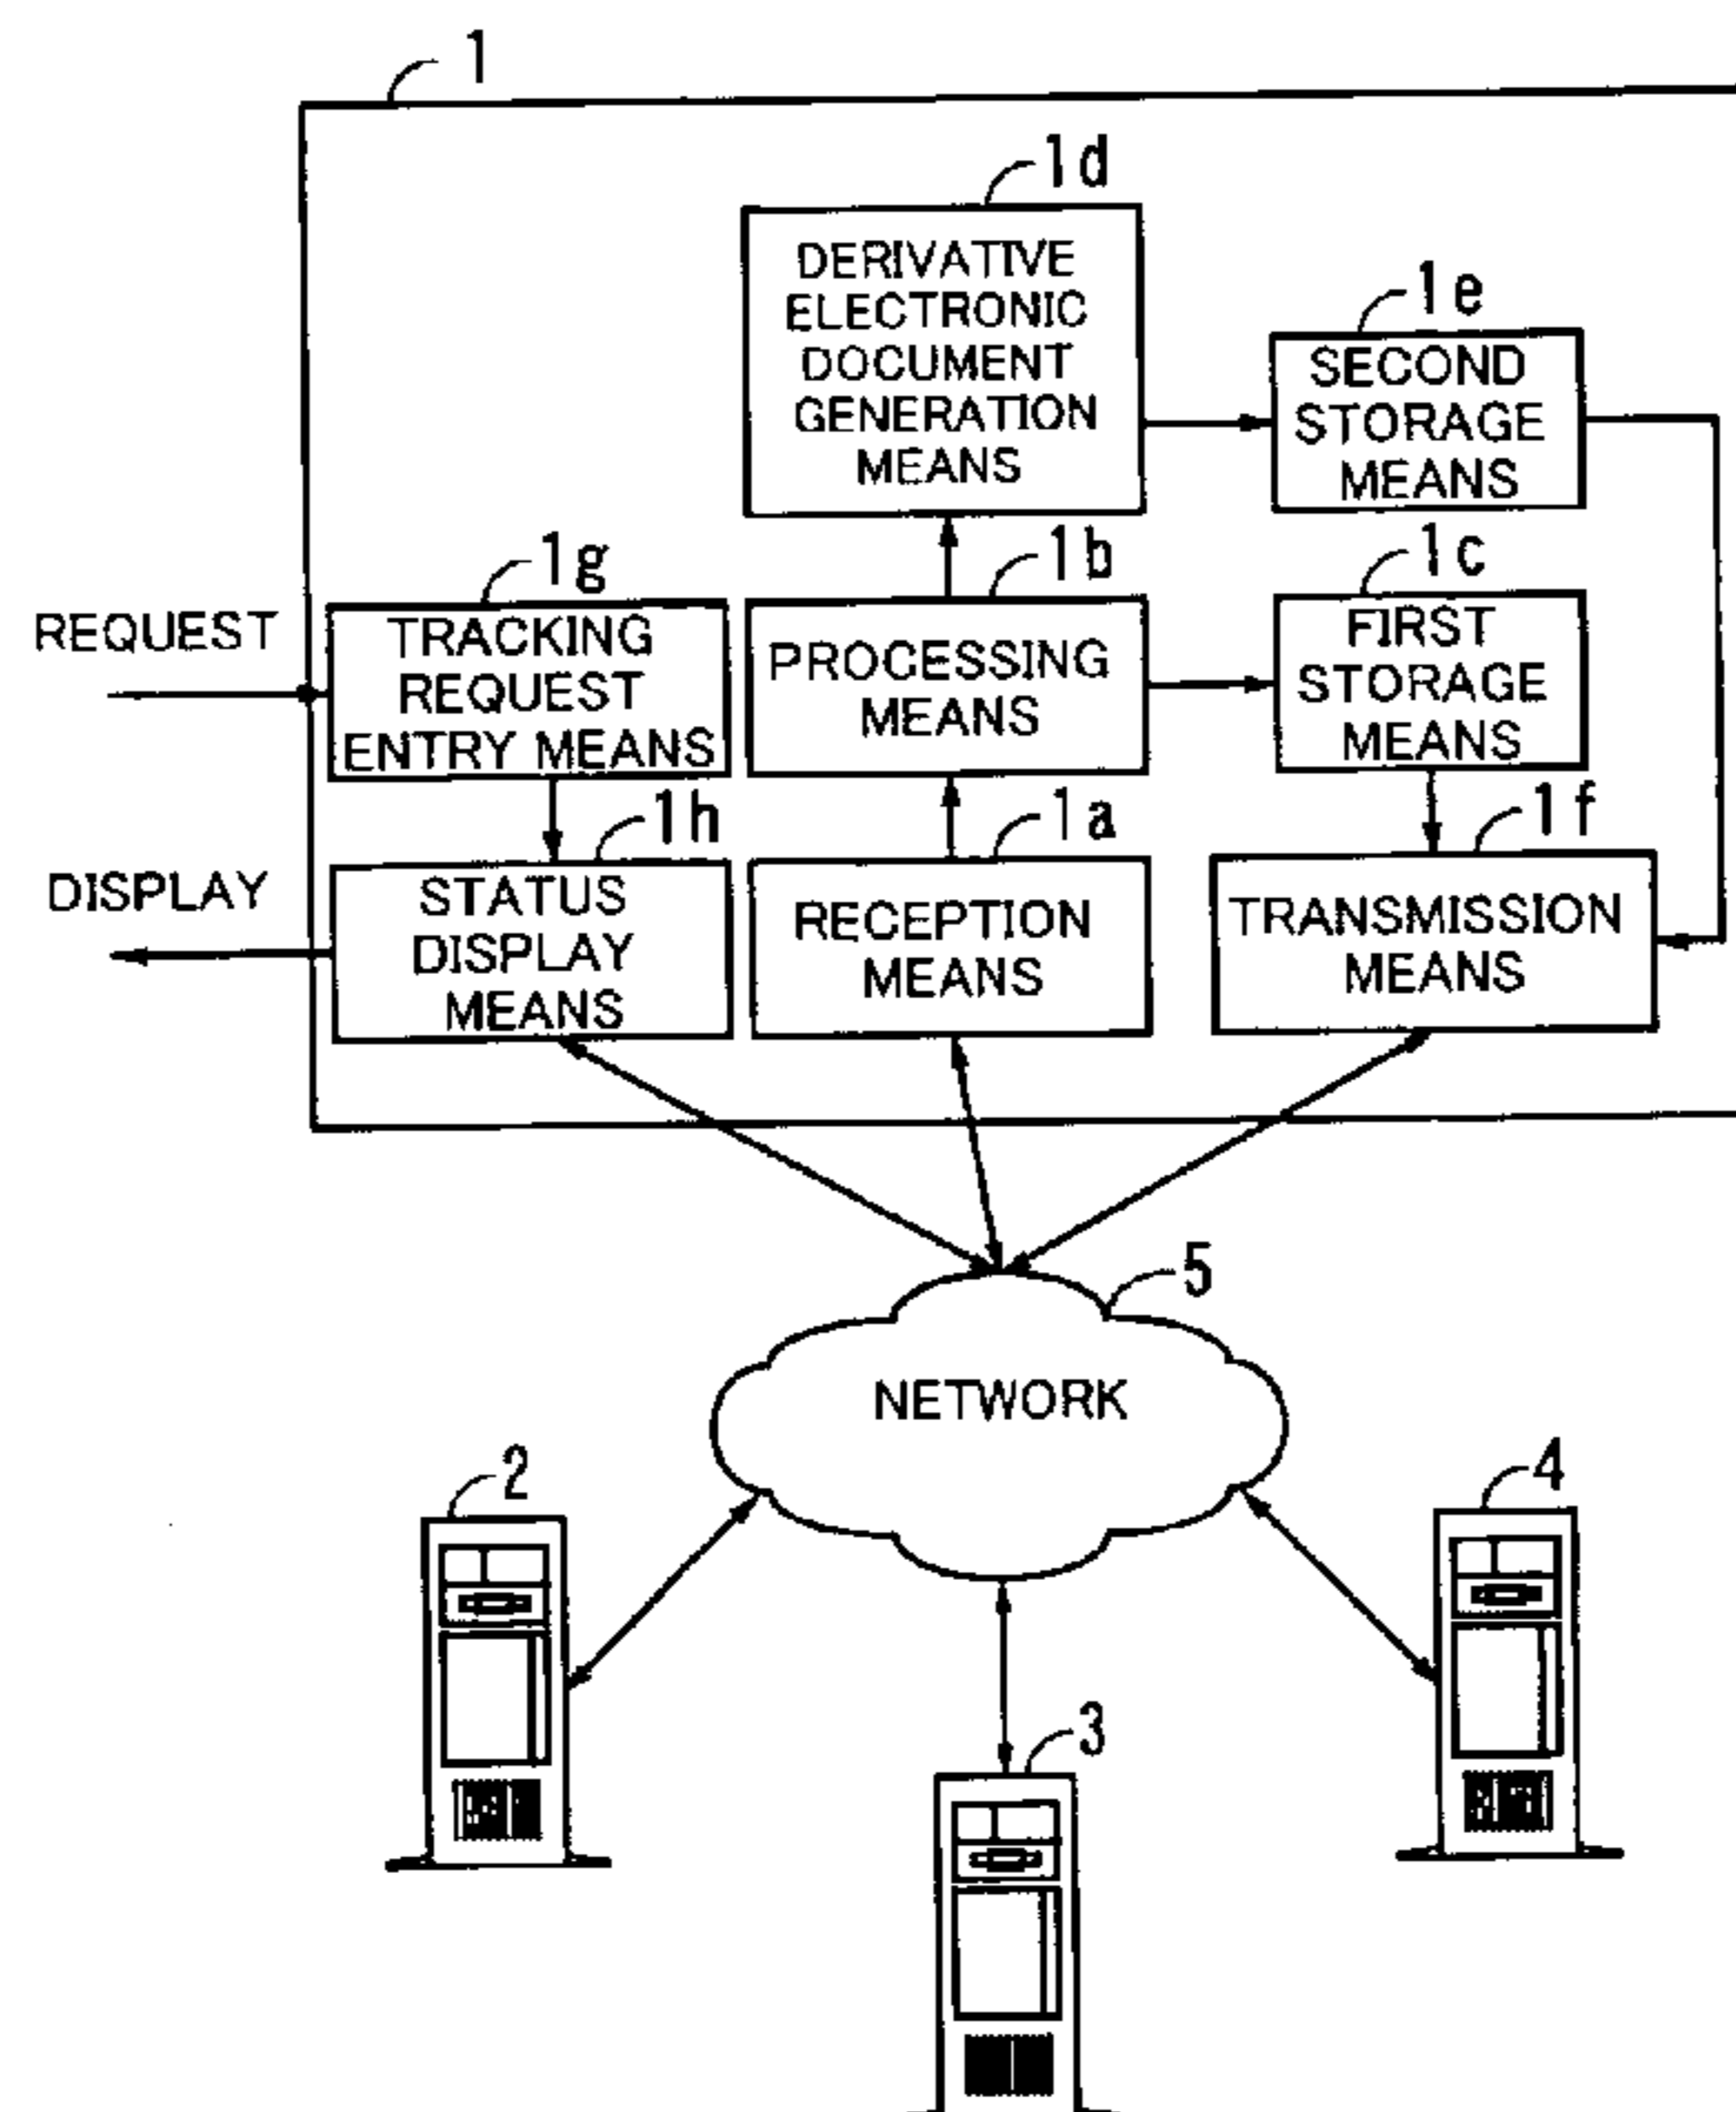 1
1d
DERIVATIVE
ELECTRONIC
DOCUMENT
GENERATION
MEANS
1e
SECOND
STORAGE
MEANS
1g
1b
1c
REQUEST
TRACKING
REQUEST
ENTRY MEANS
PROCESSING
MEANS
FIRST
STORAGE
MEANS
1h
1a
1f
DISPLAY
STATUS
DISPLAY
MEANS
RECEPTION
MEANS
TRANSMISSION
MEANS
5
NETWORK
2
4
3